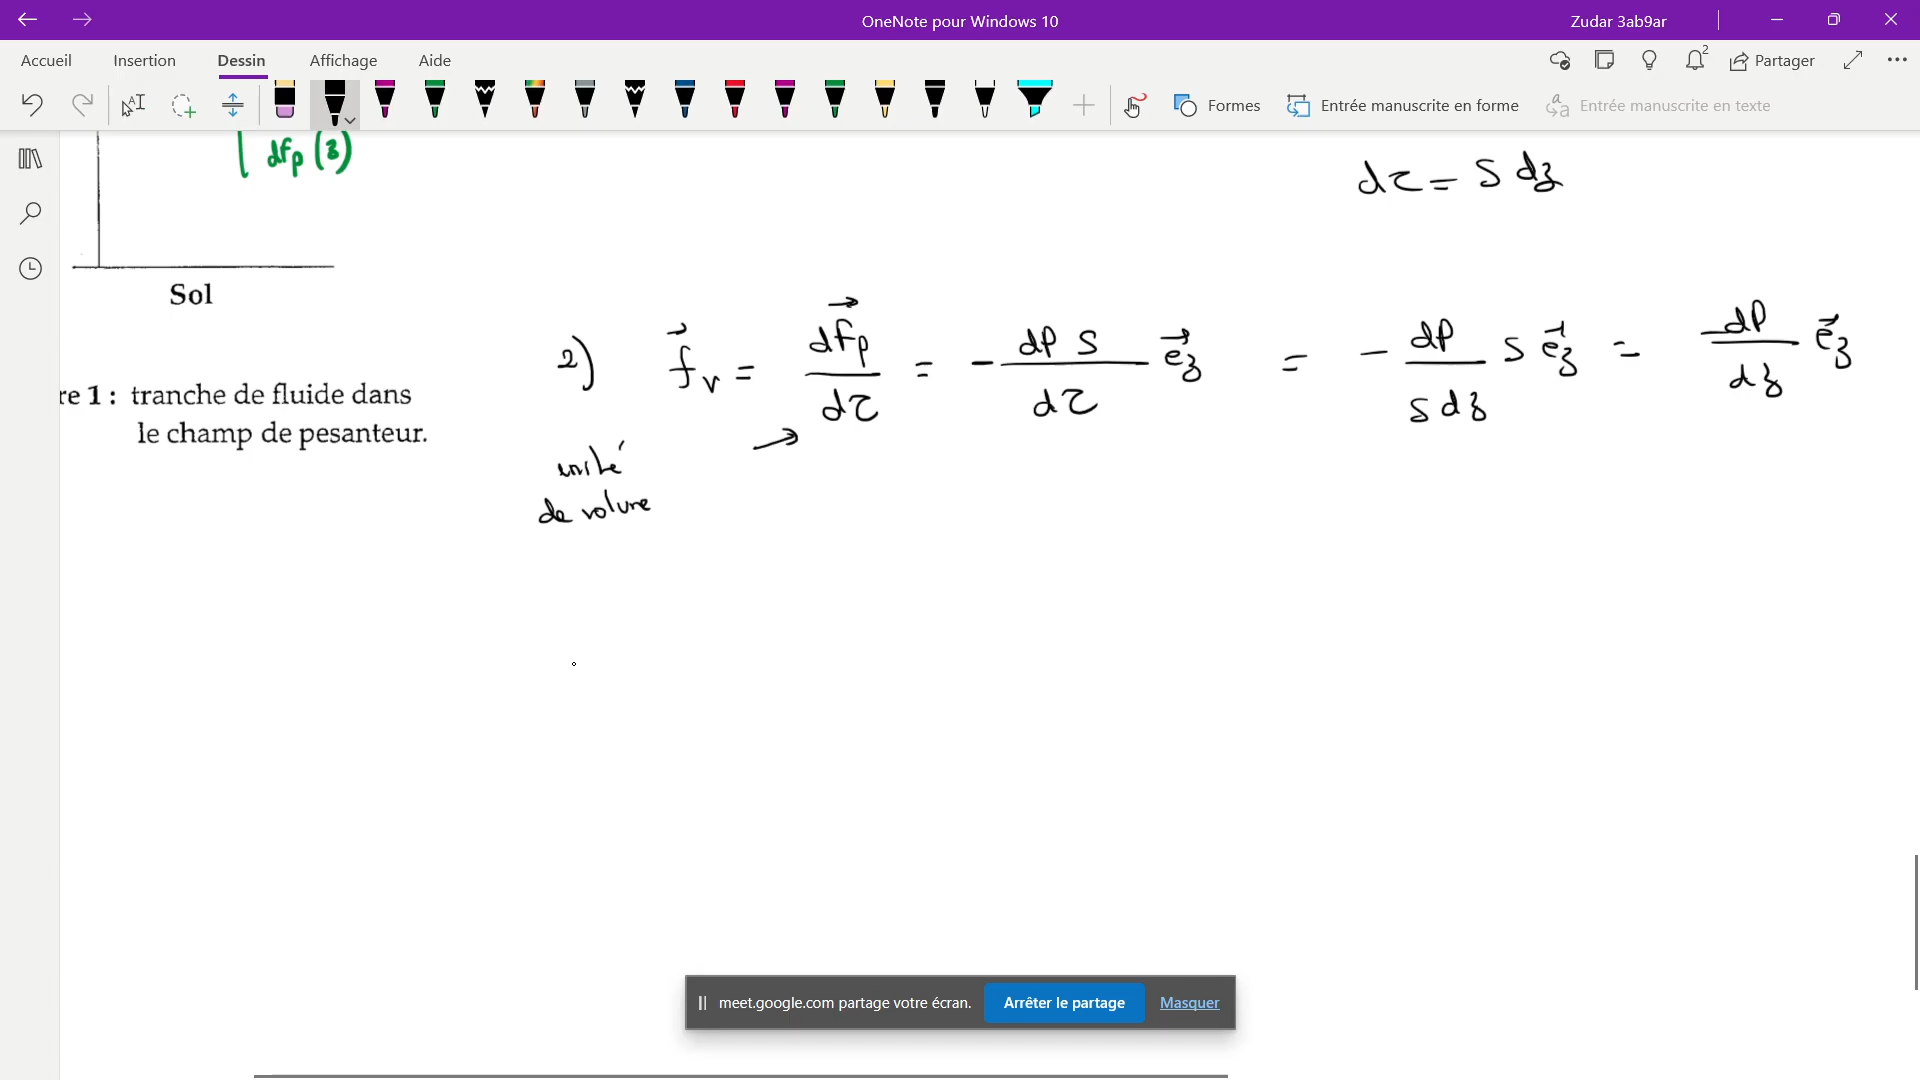 OneNote pour Windows 10
Zudar 3ab9ar
Accueil Insertion Dessin Affichage Aide
2
Partager
Formes
Entrée manuscrite en forme
Entrée manuscrite en texte
dfp (z)
dτ = S dz
Sol
2) f⃗v = df⃗p/dτ = - dP S/dτ e⃗z = - dP/S dz S e⃗z = - dP/dz e⃗z
re 1 : tranche de fluide dans
le champ de pesanteur.
→
unité
de volume
meet.google.com partage votre écran.
Arrêter le partage
Masquer